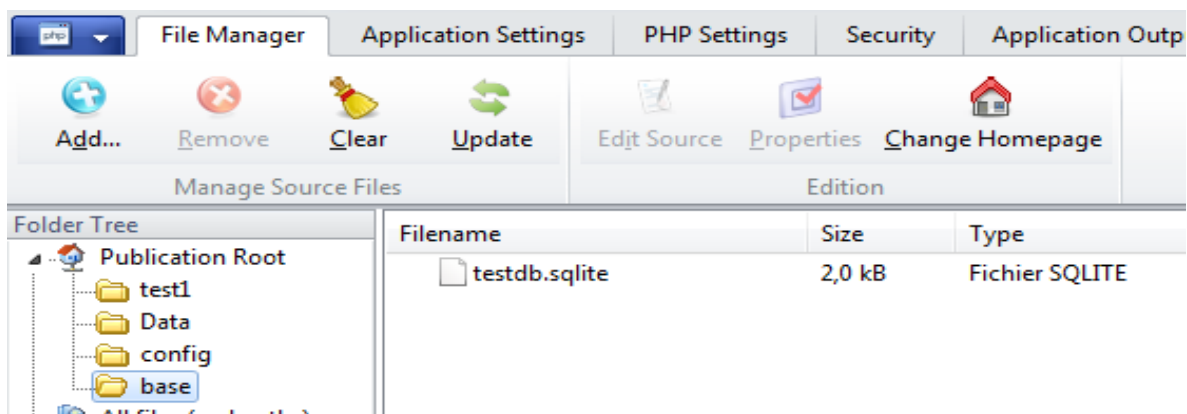 php
File Manager Application Settings PHP Settings Security Application Outp
Add... Remove Clear Update Edit Source Properties Change Homepage
Manage Source Files Edition
Folder Tree
Filename Size Type
Publication Root
testdb.sqlite 2,0 kB Fichier SQLITE
test1
Data
config
base